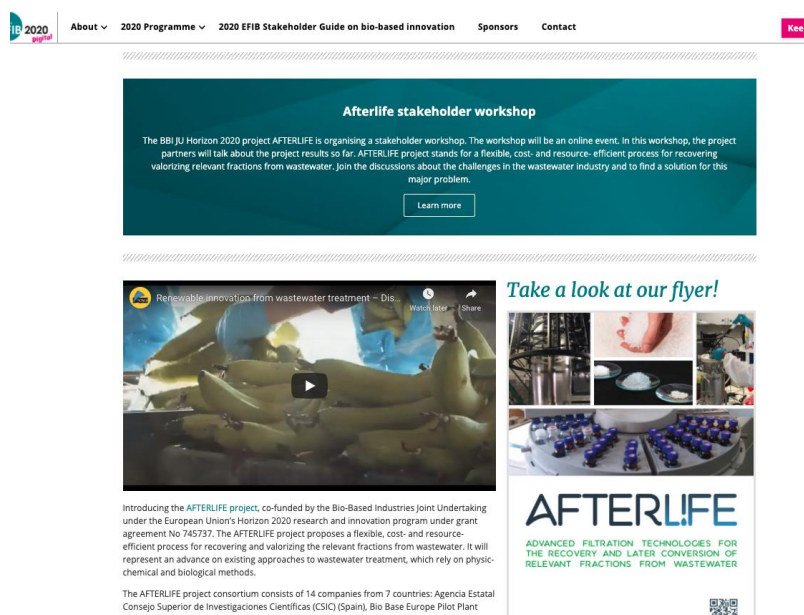 IB 2020
Digital
About
2020 Programme
2020 EFIB Stakeholder Guide on bio-based innovation
Sponsors
Contact
Kee
Afterlife stakeholder workshop
The BBI JU Horizon 2020 project AFTERLIFE is organising a stakeholder workshop. The workshop will be an online event. In this workshop, the project
partners will talk about the project results so far. AFTERLIFE project stands for a flexible, cost- and resource- efficient process for recovering
valorizing relevant fractions from wastewater. Join the discussions about the challenges in the wastewater industry and to find a solution for this
major problem.
Learn more
Renewable innovation from wastewater treatment – Dis...
Watch later
Share
Introducing the AFTERLIFE project, co-funded by the Bio-Based Industries Joint Undertaking
under the European Union's Horizon 2020 research and innovation program under grant
agreement No 745737. The AFTERLIFE project proposes a flexible, cost- and resource-
efficient process for recovering and valorizing the relevant fractions from wastewater. It will
represent an advance on existing approaches to wastewater treatment, which rely on physic-
chemical and biological methods.
The AFTERLIFE project consortium consists of 14 companies from 7 countries: Agencia Estatal
Consejo Superior de Investigaciones Científicas (CSIC) (Spain), Bio Base Europe Pilot Plant
Take a look at our flyer!
AFTERL!FE
ADVANCED FILTRATION TECHNOLOGIES FOR
THE RECOVERY AND LATER CONVERSION OF
RELEVANT FRACTIONS FROM WASTEWATER